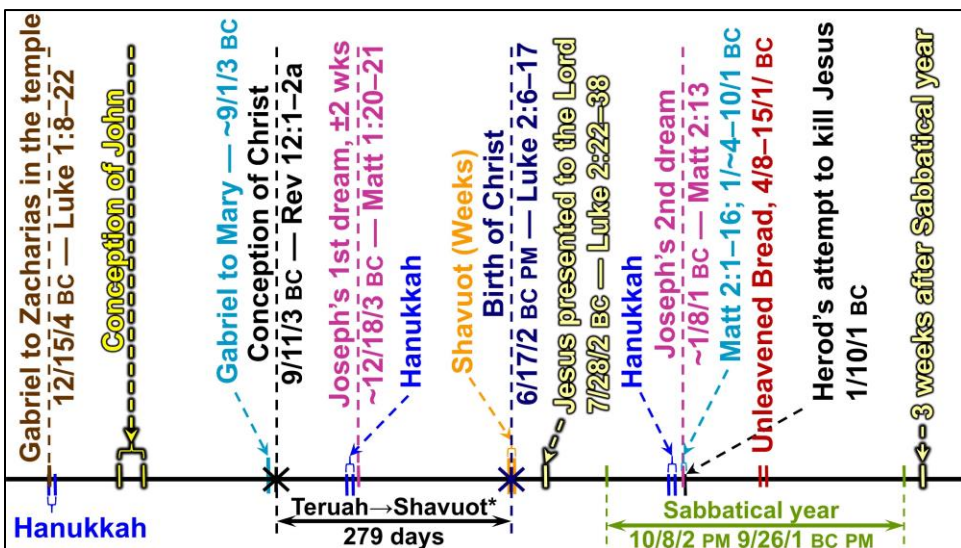 Gabriel to Zacharias in the temple
12/15/4 BC — Luke 1:8–22
Conception of John
Gabriel to Mary — ~9/1/3 BC
Conception of Christ
9/11/3 BC — Rev 12:1–2a
Joseph's 1st dream, ±2 wks
~12/18/3 BC — Matt 1:20–21
Hanukkah
Shavuot (Weeks)
Birth of Christ
6/17/2 BC PM — Luke 2:6–17
Jesus presented to the Lord
7/28/2 BC — Luke 2:22–38
Hanukkah
Joseph's 2nd dream
~1/8/1 BC — Matt 2:13
Matt 2:1–16; 1/~4–10/1 BC
Unleavened Bread, 4/8–15/1/ BC
Herod's attempt to kill Jesus
1/10/1 BC
3 weeks after Sabbatical year
Hanukkah
Teruah→Shavuot*
279 days
Sabbatical year
10/8/2 PM 9/26/1 BC PM